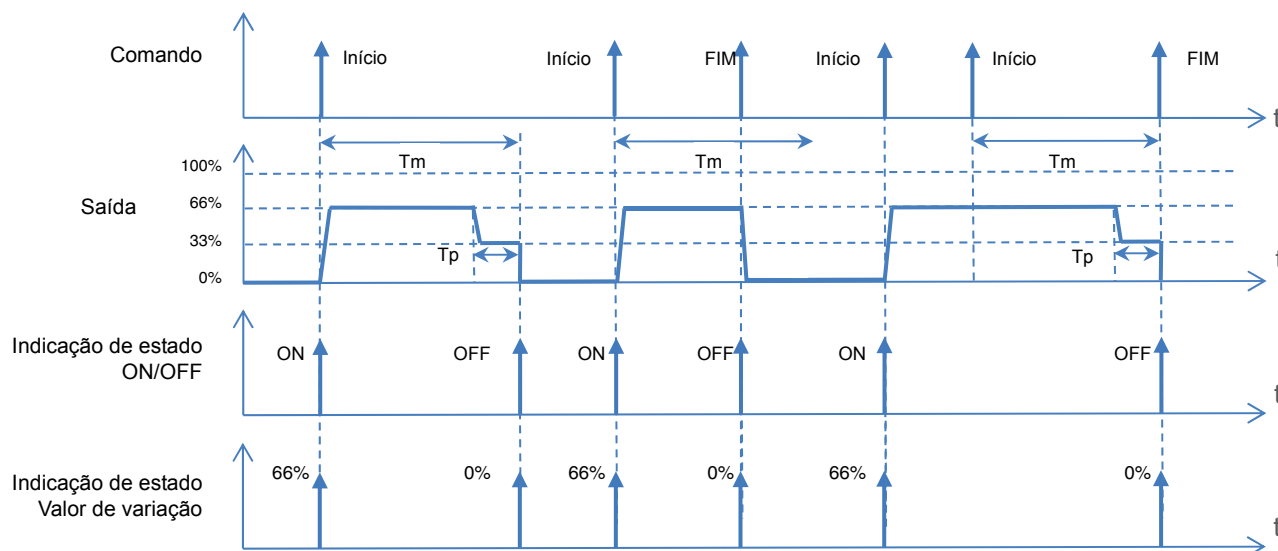 Comando
Início
Início
FIM
Início
Início
FIM
t
Tm
Tm
Tm
Saída
100%
66%
33%
0%
Tp
Tp
t
Indicação de estado
ON/OFF
ON
OFF
ON
OFF
ON
OFF
t
Indicação de estado
Valor de variação
66%
0%
66%
0%
66%
0%
t